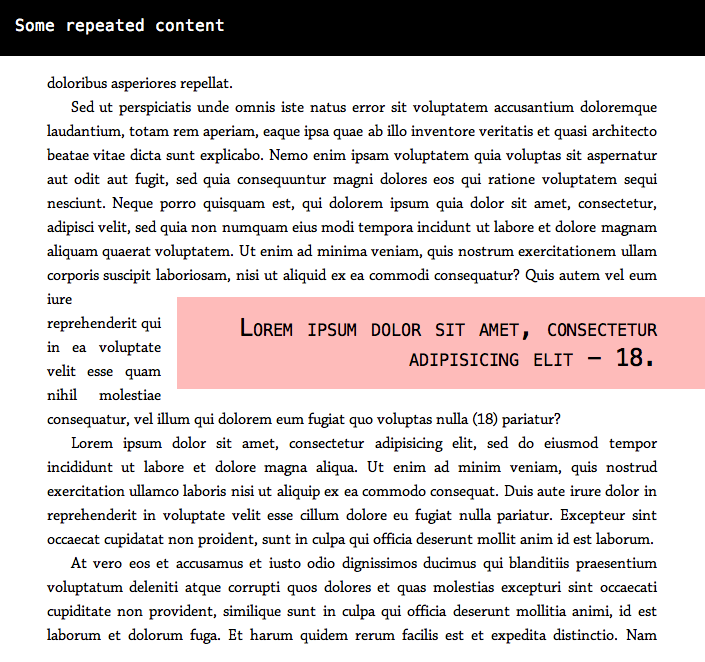 Some repeated content
doloribus asperiores repellat.
Sed ut perspiciatis unde omnis iste natus error sit voluptatem accusantium doloremque
laudantium, totam rem aperiam, eaque ipsa quae ab illo inventore veritatis et quasi architecto
beatae vitae dicta sunt explicabo. Nemo enim ipsam voluptatem quia voluptas sit aspernatur
aut odit aut fugit, sed quia consequuntur magni dolores eos qui ratione voluptatem sequi
nesciunt. Neque porro quisquam est, qui dolorem ipsum quia dolor sit amet, consectetur,
adipisci velit, sed quia non numquam eius modi tempora incidunt ut labore et dolore magnam
aliquam quaerat voluptatem. Ut enim ad minima veniam, quis nostrum exercitationem ullam
corporis suscipit laboriosam, nisi ut aliquid ex ea commodi consequatur? Quis autem vel eum
iure
reprehenderit qui
in ea voluptate
velit esse quam
nihil molestiae
Lorem ipsum dolor sit amet, consectetur
adipisicing elit – 18.
consequatur, vel illum qui dolorem eum fugiat quo voluptas nulla (18) pariatur?
Lorem ipsum dolor sit amet, consectetur adipisicing elit, sed do eiusmod tempor
incididunt ut labore et dolore magna aliqua. Ut enim ad minim veniam, quis nostrud
exercitation ullamco laboris nisi ut aliquip ex ea commodo consequat. Duis aute irure dolor in
reprehenderit in voluptate velit esse cillum dolore eu fugiat nulla pariatur. Excepteur sint
occaecat cupidatat non proident, sunt in culpa qui officia deserunt mollit anim id est laborum.
At vero eos et accusamus et iusto odio dignissimos ducimus qui blanditiis praesentium
voluptatum deleniti atque corrupti quos dolores et quas molestias excepturi sint occaecati
cupiditate non provident, similique sunt in culpa qui officia deserunt mollitia animi, id est
laborum et dolorum fuga. Et harum quidem rerum facilis est et expedita distinctio. Nam